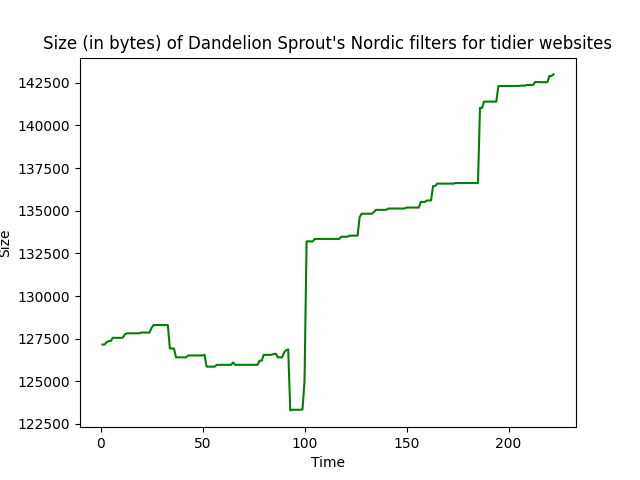 Size (in bytes) of Dandelion Sprout's Nordic filters for tidier websites
142500
140000
137500
135000
132500
130000
127500
125000
122500
Size
0 50 100 150 200
Time